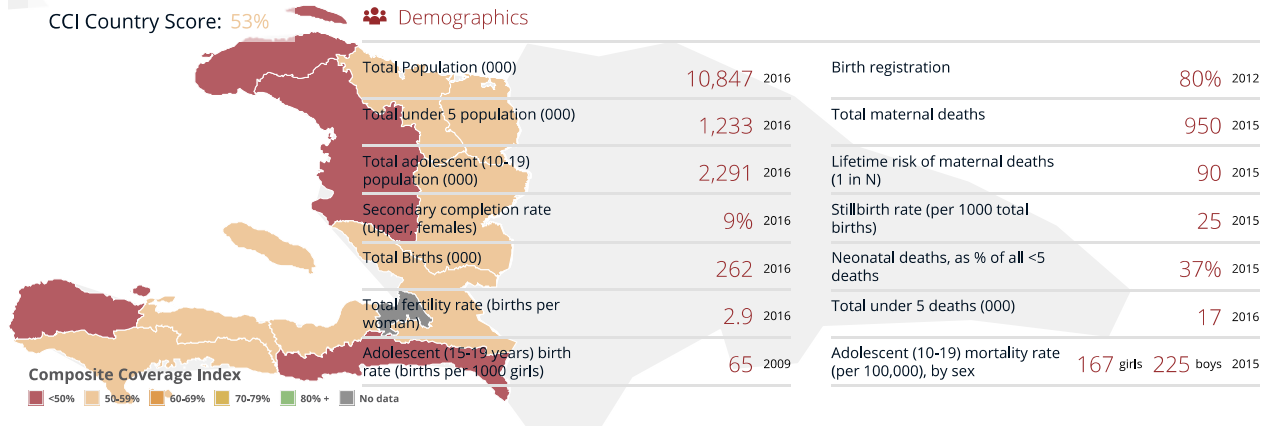 CCI Country Score: 53%
Demographics
Total Population (000)
10,847 2016
Total under 5 population (000)
1,233 2016
Total adolescent (10-19)
population (000)
2,291 2016
Secondary completion rate
(upper, females)
9% 2016
Total Births (000)
262 2016
Total fertility rate (births per
woman)
2.9 2016
Adolescent (15-19 years) birth
rate (births per 1000 girls)
65 2009
Birth registration
80% 2012
Total maternal deaths
950 2015
Lifetime risk of maternal deaths
(1 in N)
90 2015
Stillbirth rate (per 1000 total
births)
25 2015
Neonatal deaths, as % of all <5
deaths
37% 2015
Total under 5 deaths (000)
17 2016
Adolescent (10-19) mortality rate
(per 100,000), by sex
167 girls 225 boys 2015
Composite Coverage Index
<50% 50-59% 60-69% 70-79% 80% + No data